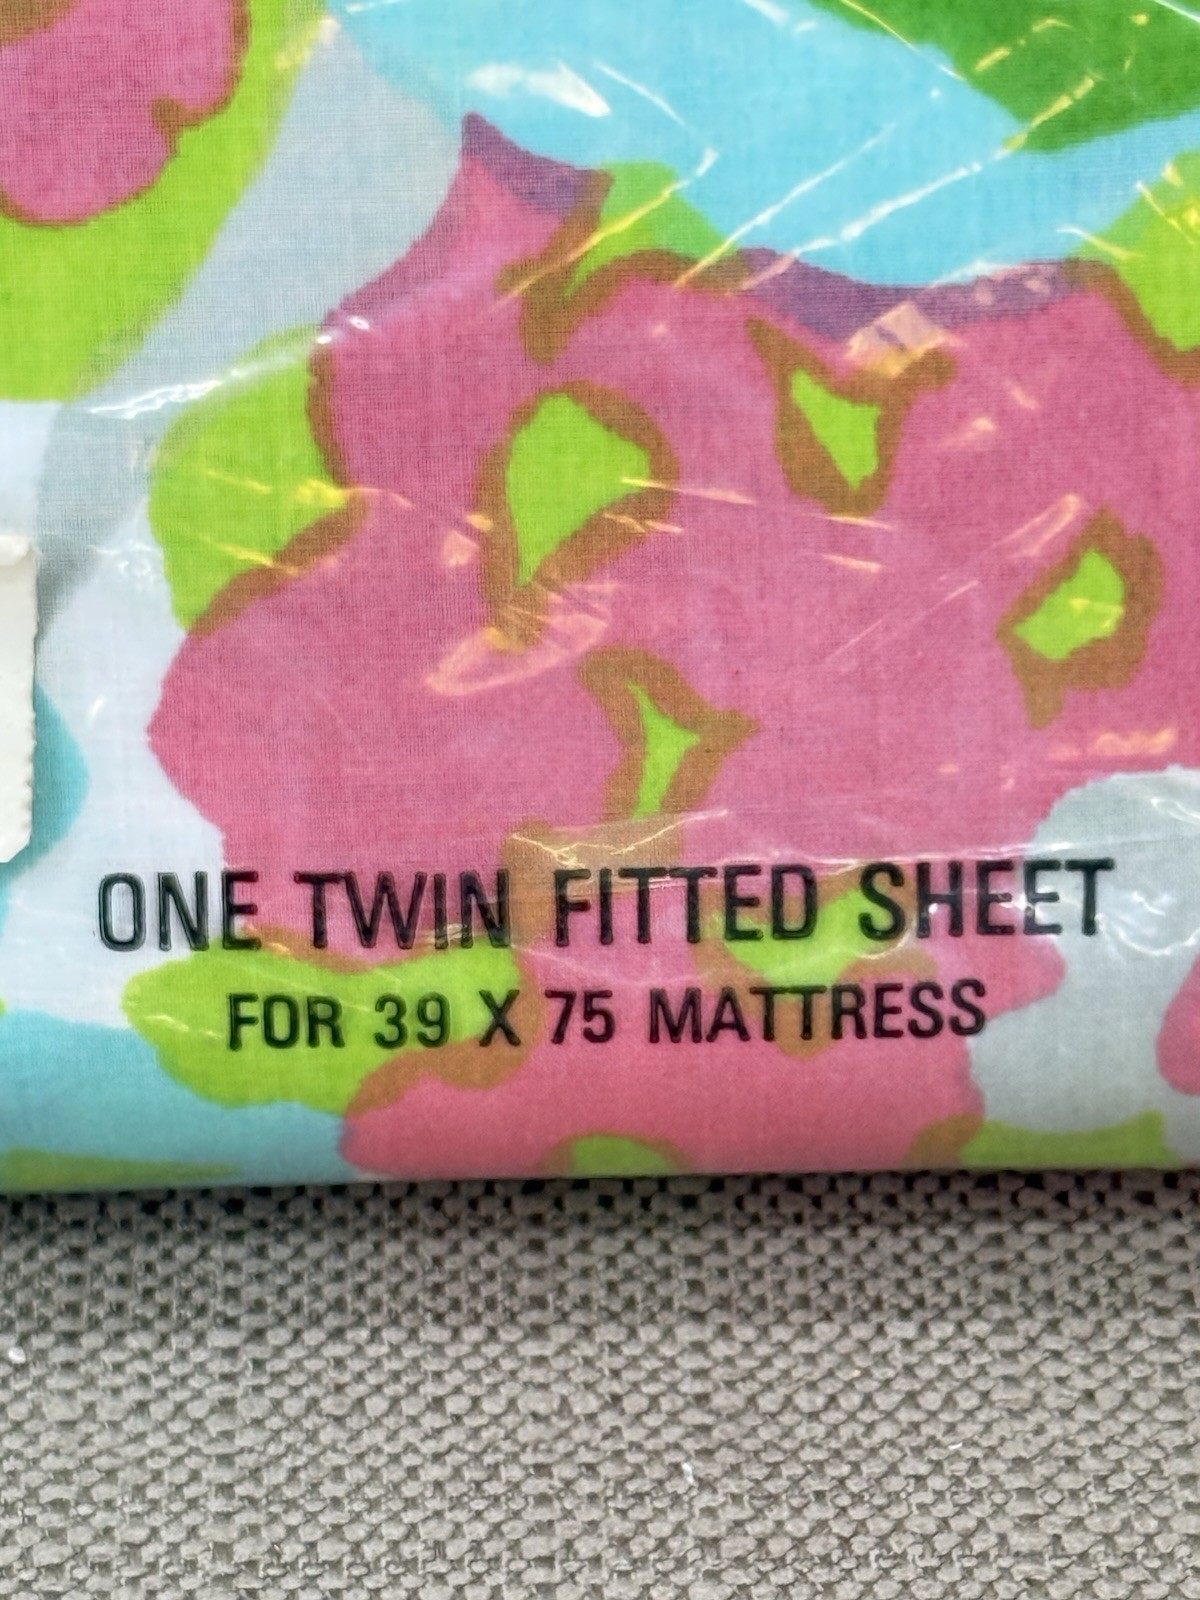 ONE TWIN FITTED SHEET
FOR 39 X 75 MATTRESS